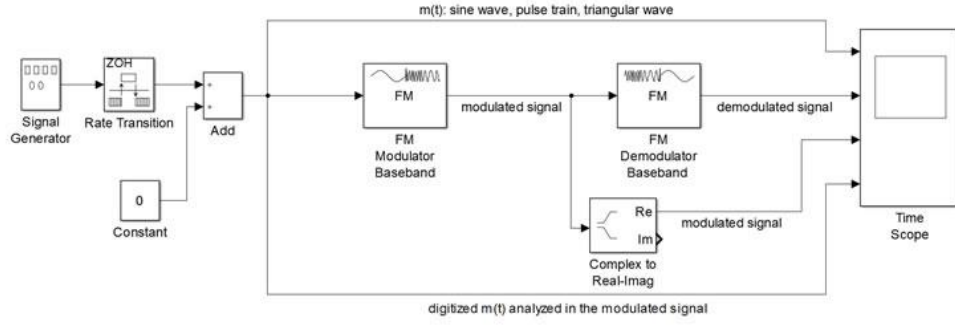 m(t): sine wave, pulse train, triangular wave
ZOH
FM
FM
modulated signal
demodulated signal
Signal
Generator
Rate Transition
Add
FM
Modulator
Baseband
FM
Demodulator
Baseband
0
Constant
Re
Im
modulated signal
Time
Scope
Complex to
Real-Imag
digitized m(t) analyzed in the modulated signal